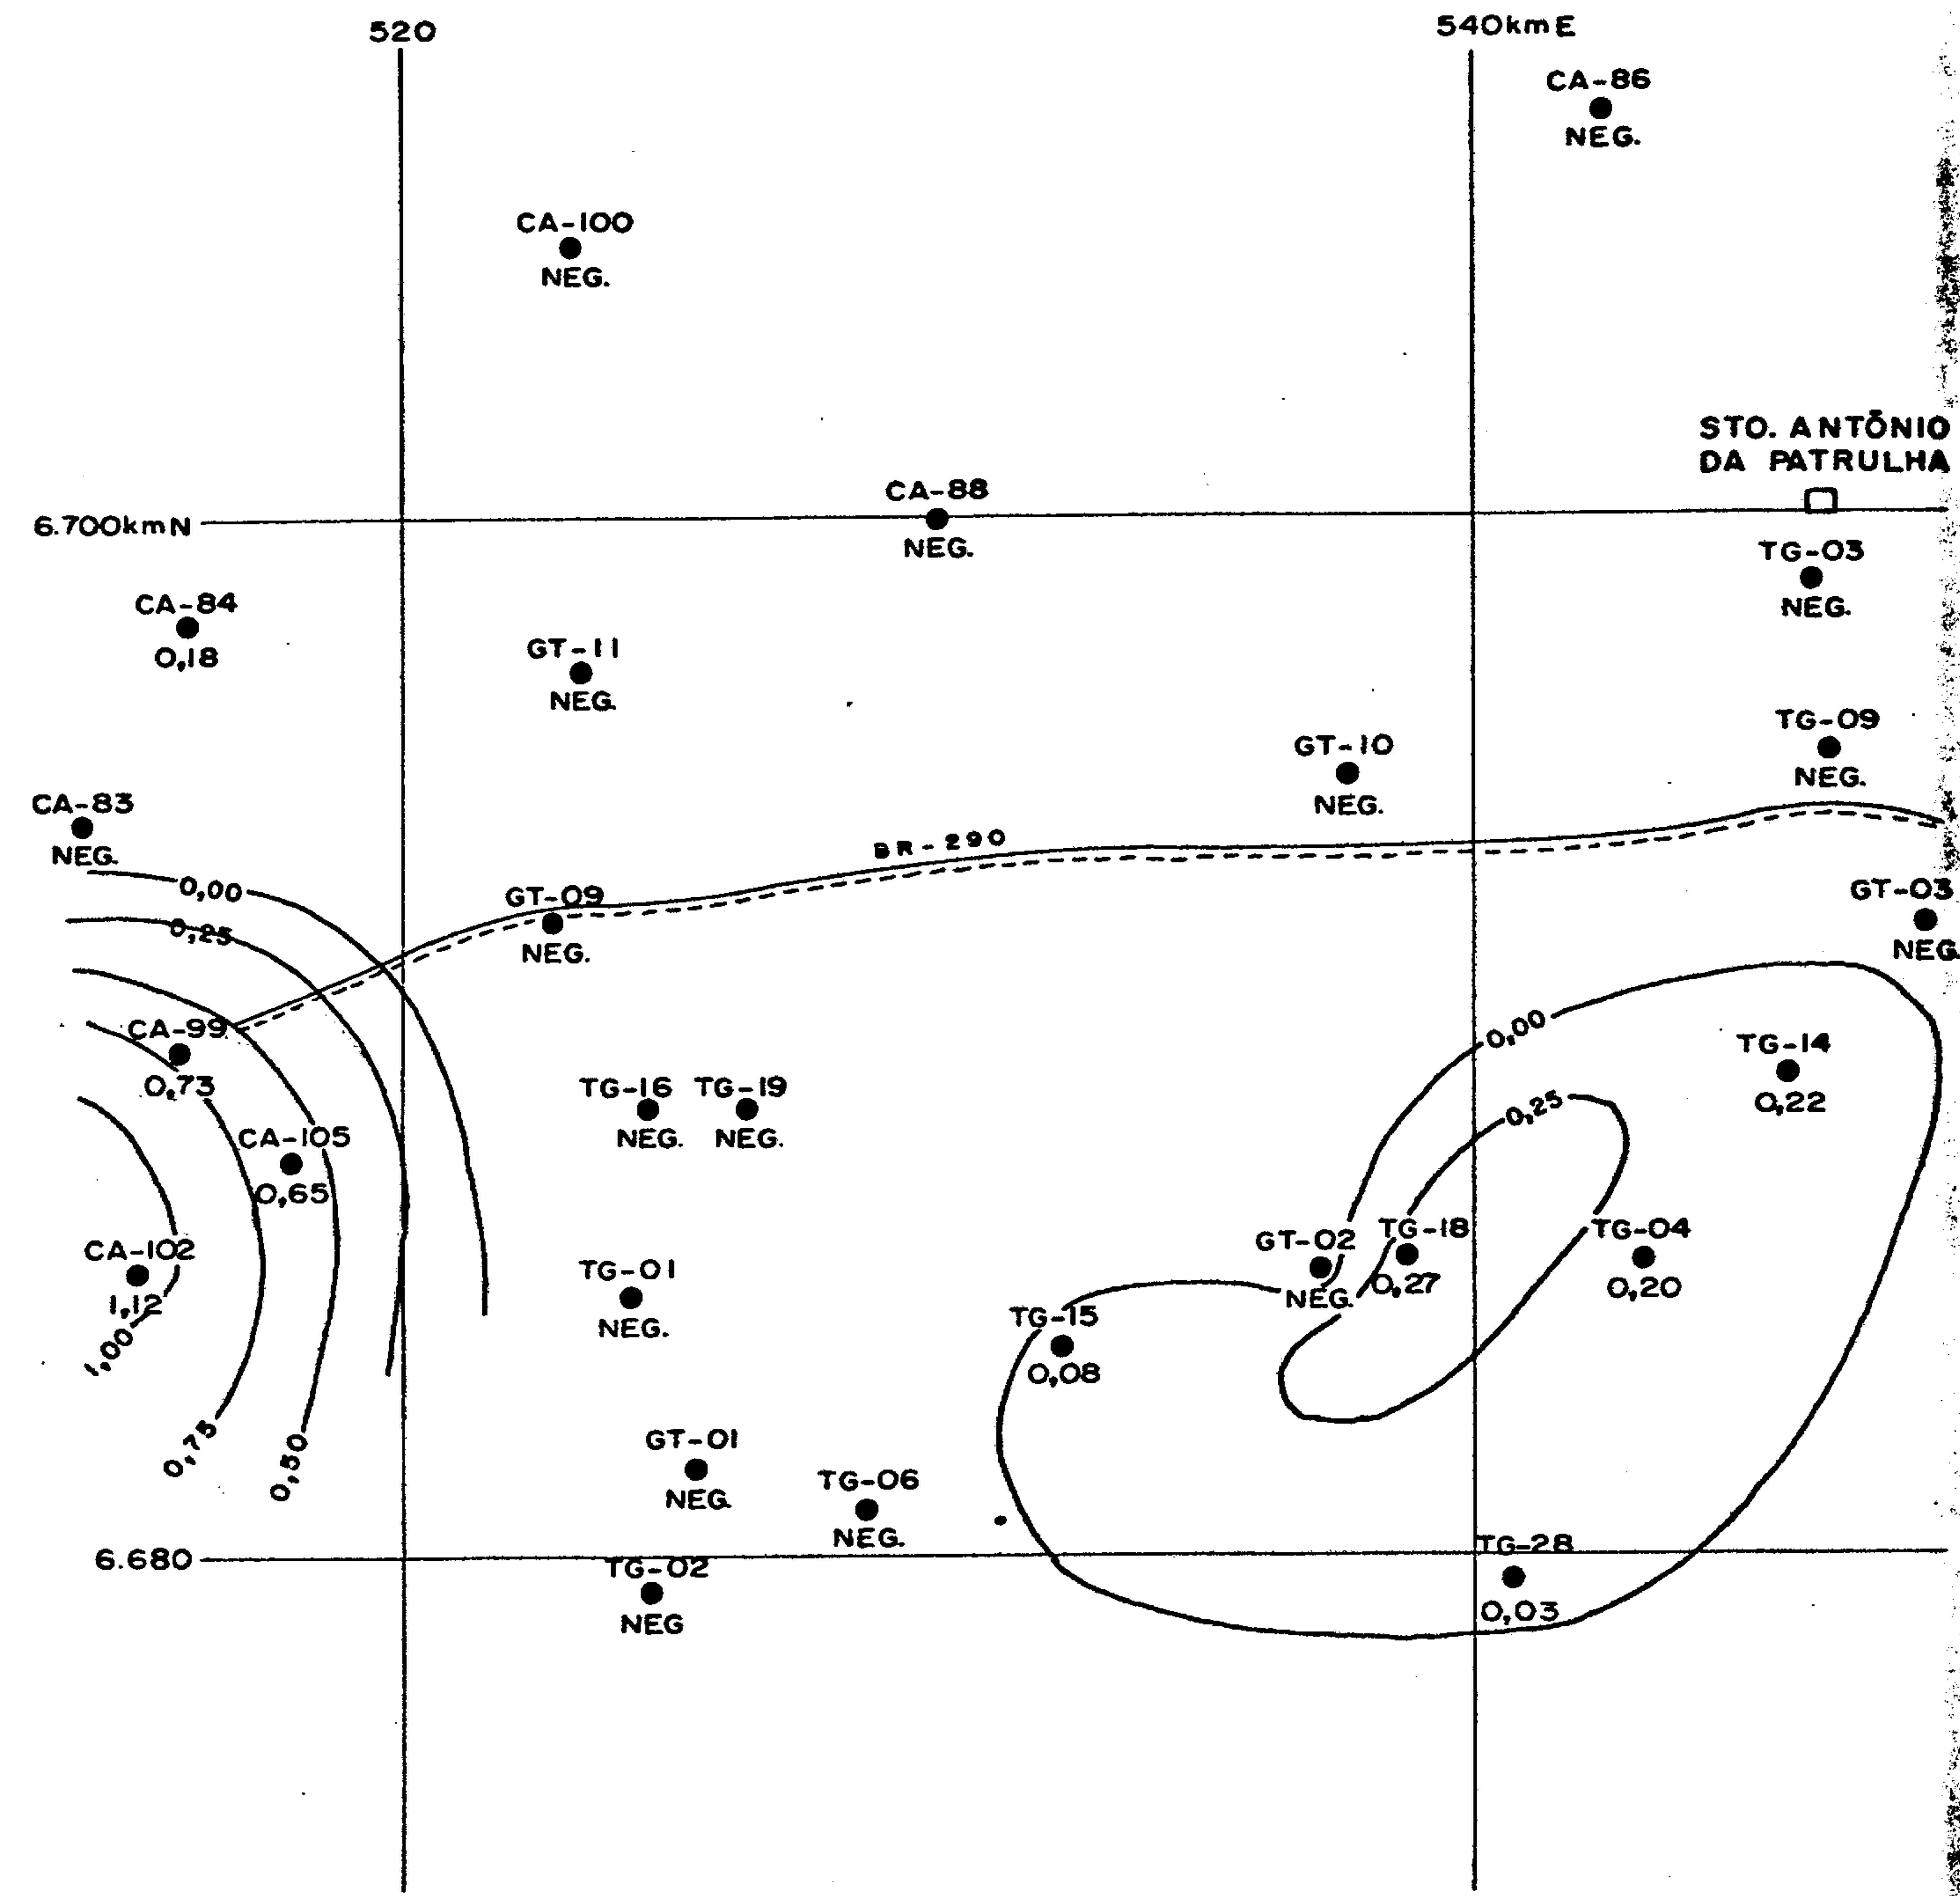 520
540kmE
CA-86
NEG.
CA-100
NEG.
STO. ANTÔNIO
DA PATRULHA
CA-88
6.700kmN
NEG.
TG-03
NEG.
CA-84
0,18
GT-11
NEG.
TG-09
NEG.
GT-10
NEG.
CA-83
NEG.
BR-290
0,00
GT-09
NEG.
GT-03
NEG.
0,25
CA-99
0,73
0,00
TG-14
0,22
TG-16
NEG.
TG-19
NEG.
0,25
CA-105
0,65
CA-102
1,12
1,00
GT-02
NEG.
TG-18
0,27
TG-04
0,20
TG-01
NEG.
TG-15
0,08
0,75
0,50
GT-01
NEG.
TG-06
NEG.
6.680
TG-02
NEG
TG-28
0,03